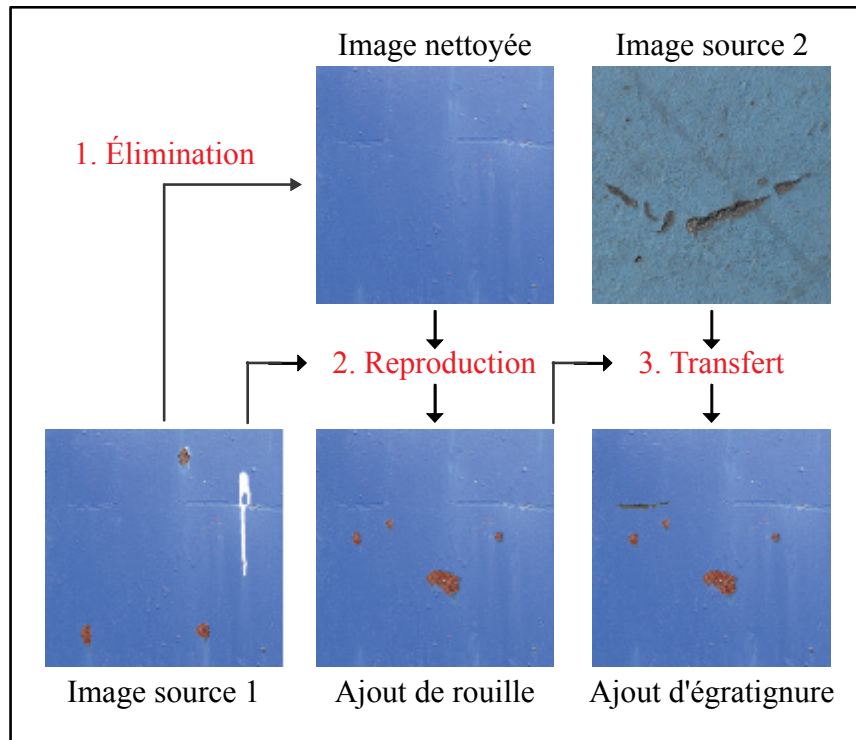 Image nettoyée
Image source 2
1. Élimination
2. Reproduction
3. Transfert
Image source 1
Ajout de rouille
Ajout d'égratignure